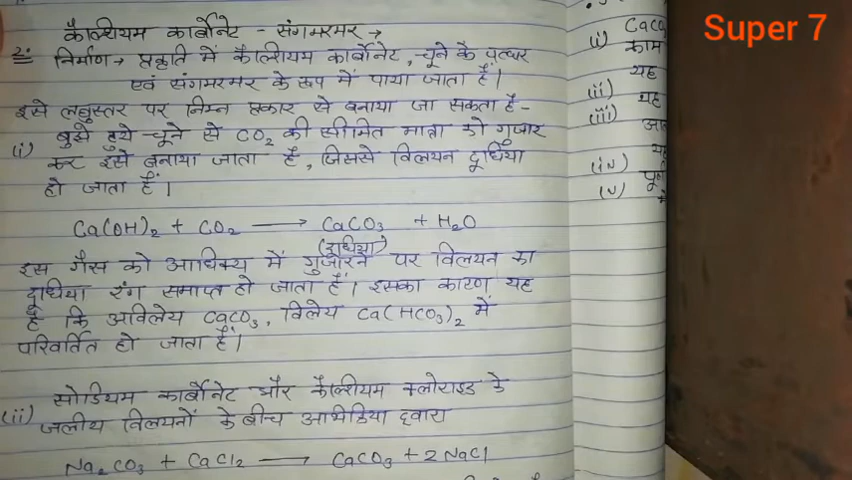 कैल्शियम कार्बोनेट - संगमरमर →
2: निर्माण → प्रकृति में कैल्शियम कार्बोनेट, चूने के पत्थर
एवं संगमरमर के रूप में पाया जाता हैं।
इसे लघुस्तर पर निम्न प्रकार से बनाया जा सकता है-
(i) बुझे हुये चूने से CO2 की सीमित मात्रा को गुजार
कर इसे बनाया जाता है, जिससे विलयन दूधिया
हो जाता हैं।
Ca(OH)2 + CO2 → CaCO3 + H2O
(दूधिया)
इस गैस को आधिक्य में गुजारने पर विलयन का
दूधिया रंग समाप्त हो जाता हैं। इसका कारण यह
है कि अविलेय CaCO3, विलेय Ca(HCO3)2 में
परिवर्तित हो जाता हैं।
(ii) सोडियम कार्बोनेट और कैल्शियम क्लोराइड के
जलीय विलयनों के बीच अभिक्रिया द्वारा
Na2CO3 + CaCl2 → CaCO3 + 2NaCl
Super 7
(i)
काम
यह
(ii) यह
(iii)
(iv)
(v)